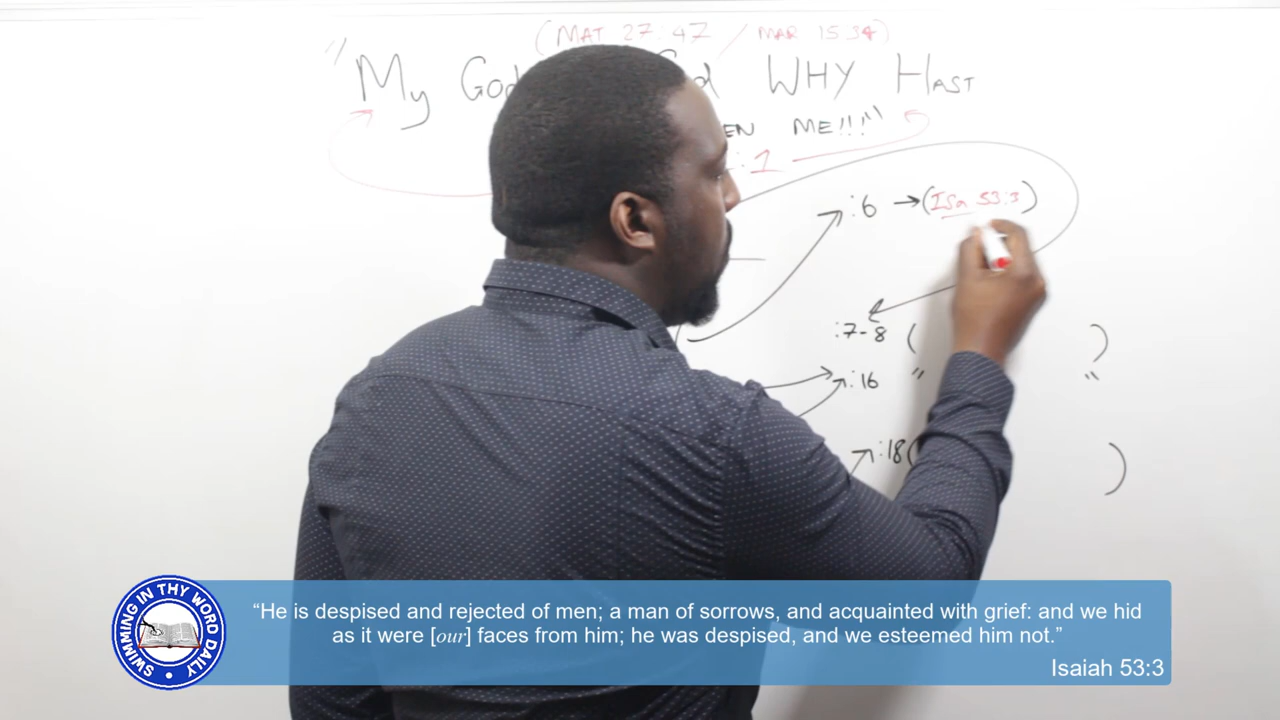 (MAT 27:47 / MAR 15:34)
"My God God WHY HAST
EN ME!!!"
:1
:6 → (ISa 53:3)
:7-8 ( )
:16 " "
:18( )
SWIMMING IN THY WORD DAILY
“He is despised and rejected of men; a man of sorrows, and acquainted with grief: and we hid
as it were [our] faces from him; he was despised, and we esteemed him not.”
Isaiah 53:3